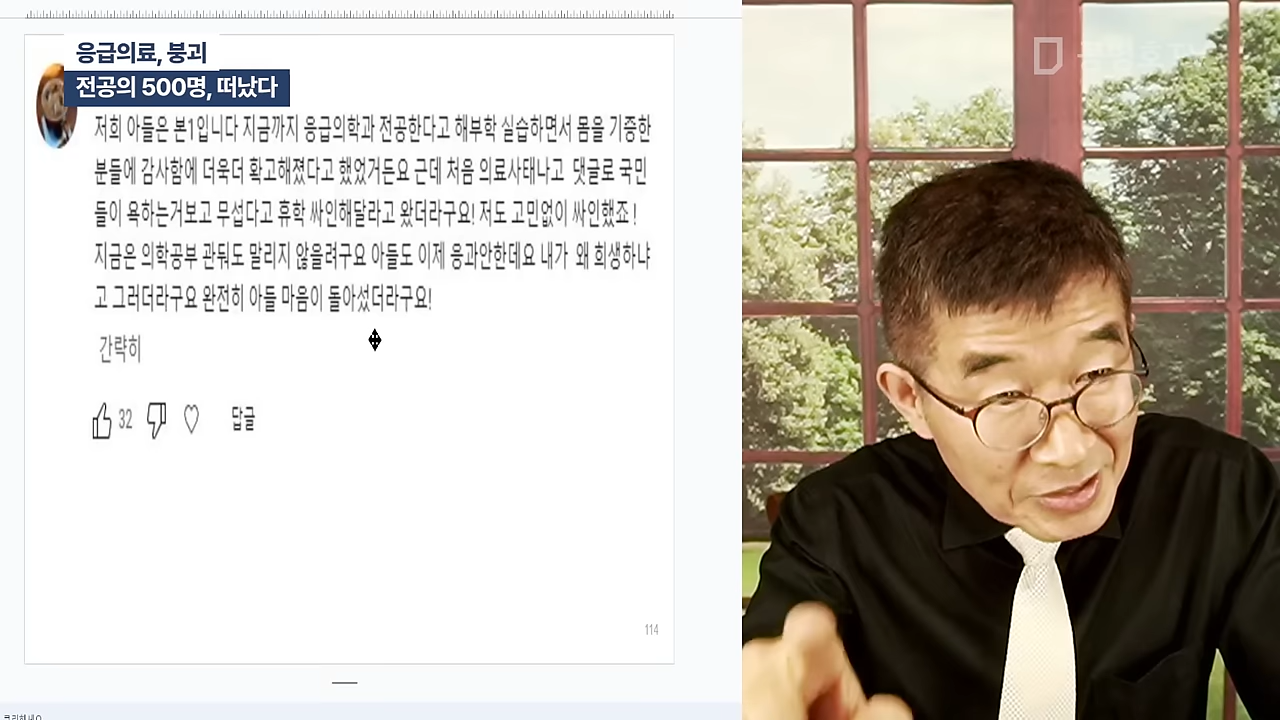 응급의료, 붕괴
전공의 500명, 떠났다
저희 아들은 본1입니다 지금까지 응급의학과 전공한다고 해부학 실습하면서 몸을 기증한
분들에 감사함에 더욱더 확고해졌다고 했었거든요 근데 처음 의료사태나고 댓글로 국민
들이 욕하는거보고 무섭다고 휴학 싸인해달라고 왔더라구요! 저도 고민없이 싸인했죠!
지금은 의학공부 관둬도 말리지 않을려구요 아들도 이제 응과안한데요 내가 왜 희생하냐
고 그러더라구요 완전히 아들 마음이 돌아섰더라구요!
간략히
32 답글
114